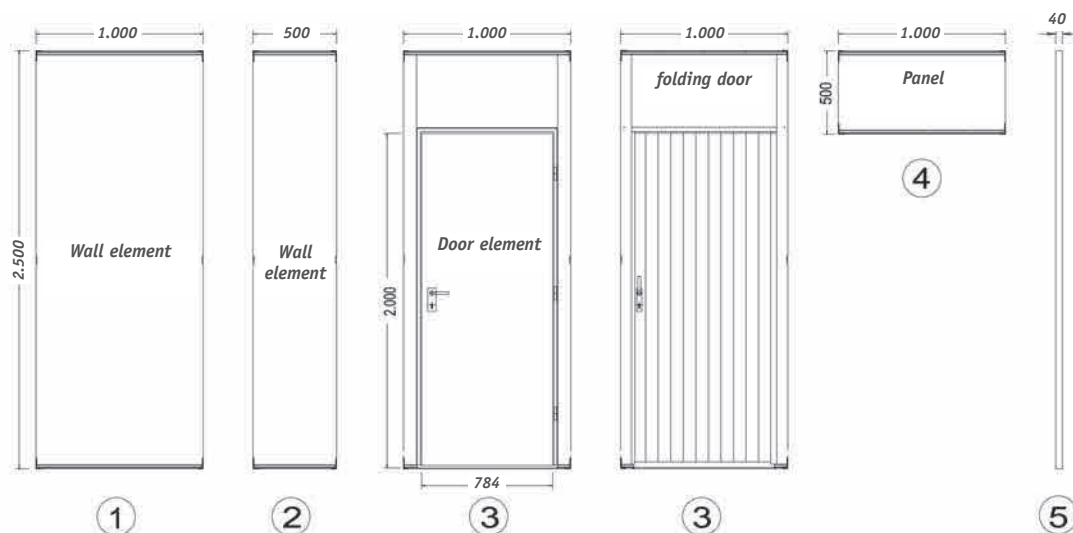 1.000
500
1.000
1.000
1.000
40
2.500
Wall element
Wall
element
2.000
Door element
784
folding door
500
Panel
1
2
3
3
4
5